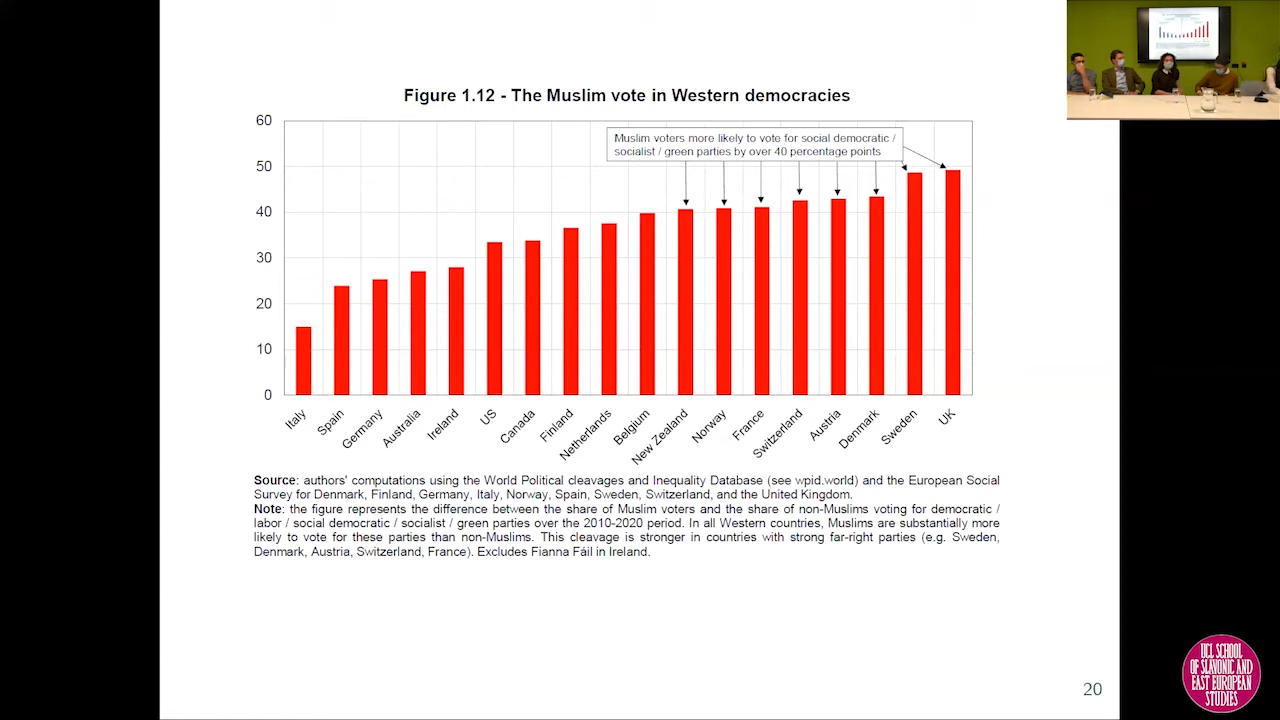 Figure 1.12 - The Muslim vote in Western democracies
60
50
40
30
20
10
0
Muslim voters more likely to vote for social democratic /
socialist / green parties by over 40 percentage points
Italy
Spain
Germany
Australia
Ireland
US
Canada
Finland
Netherlands
Belgium
New Zealand
Norway
France
Switzerland
Austria
Denmark
Sweden
UK
Source: authors' computations using the World Political cleavages and Inequality Database (see wpid.world) and the European Social
Survey for Denmark, Finland, Germany, Italy, Norway, Spain, Sweden, Switzerland, and the United Kingdom.
Note: the figure represents the difference between the share of Muslim voters and the share of non-Muslims voting for democratic /
labor / social democratic / socialist / green parties over the 2010-2020 period. In all Western countries, Muslims are substantially more
likely to vote for these parties than non-Muslims. This cleavage is stronger in countries with strong far-right parties (e.g. Sweden,
Denmark, Austria, Switzerland, France). Excludes Fianna Fáil in Ireland.
20
UCL SCHOOL
OF SLAVONIC AND
EAST EUROPEAN
STUDIES